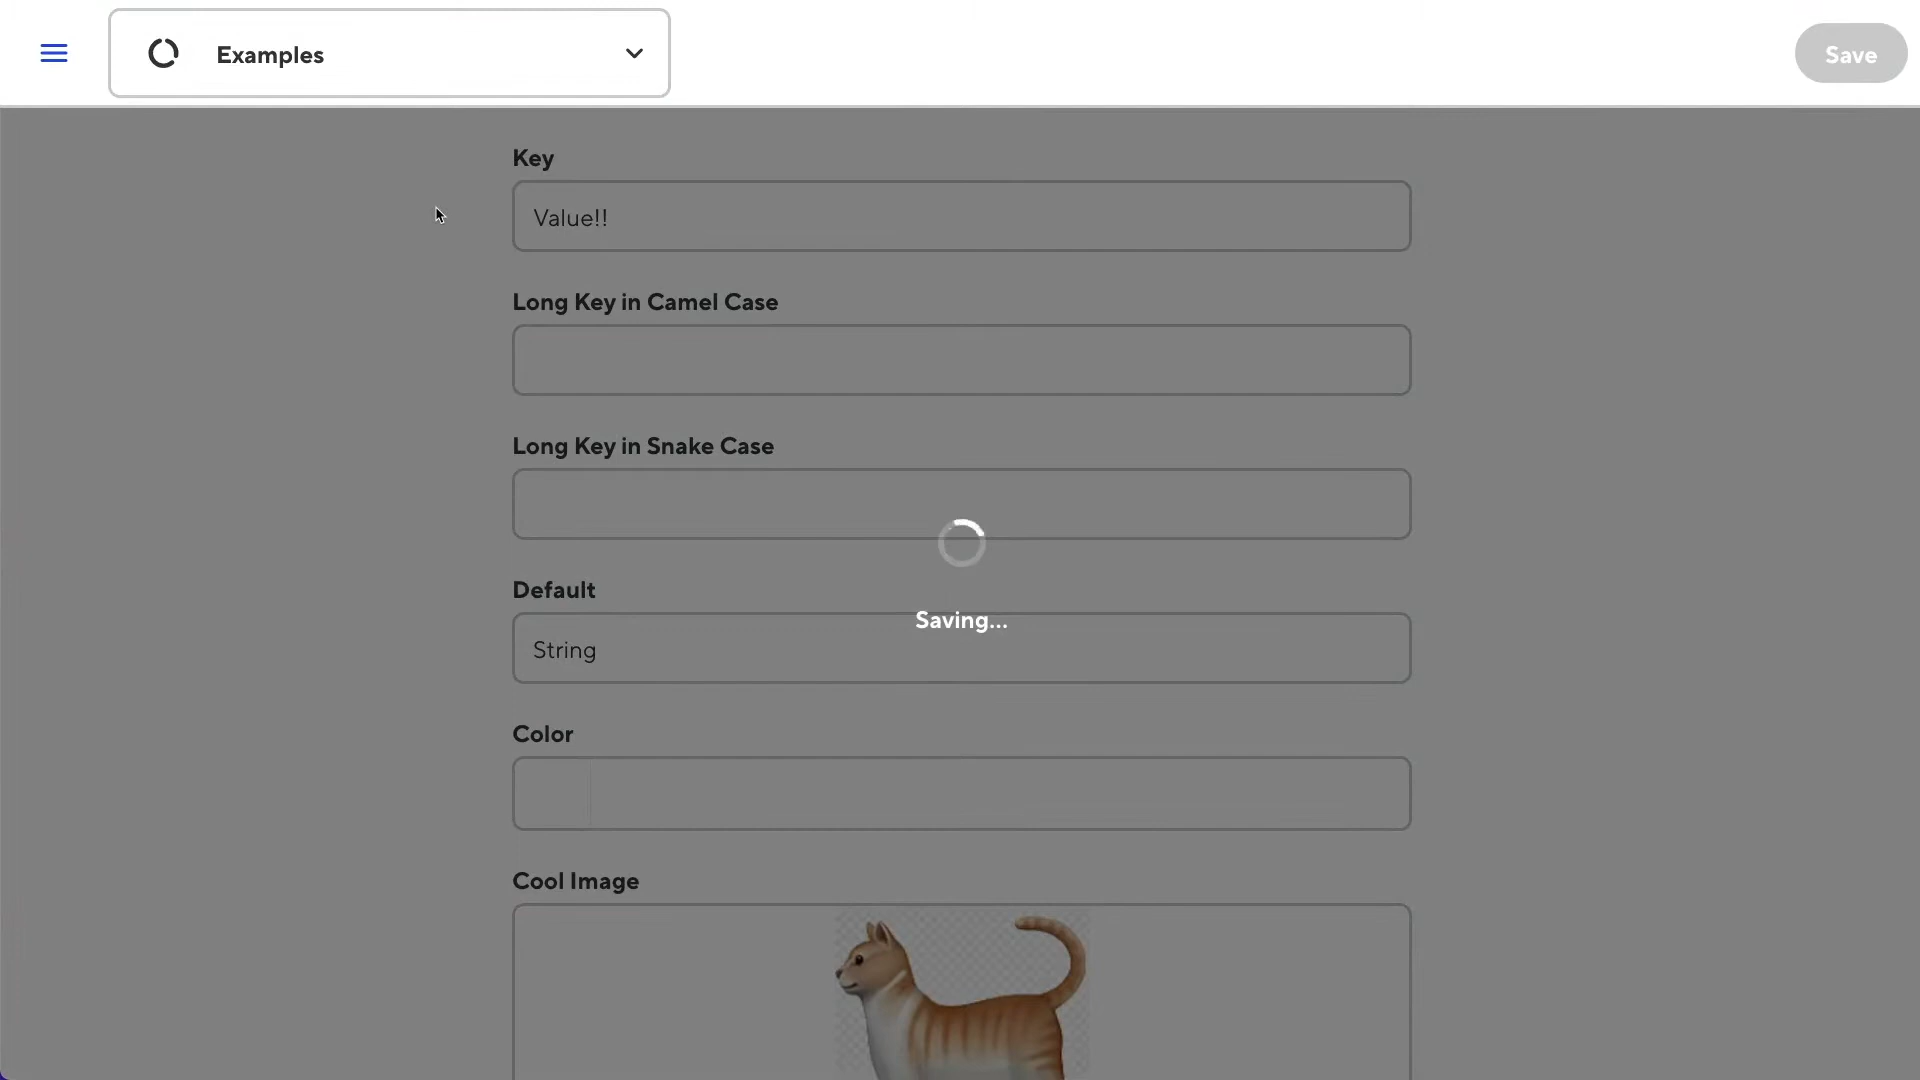 Examples
Save
Key
Value!!
Long Key in Camel Case
Long Key in Snake Case
Default
Saving...
String
Color
Cool Image